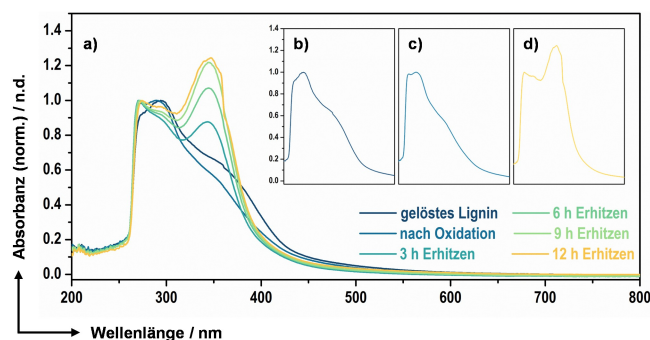 Absorbanz (norm.) / n.d.
1.4
1.2
1.0
0.8
0.6
0.4
0.2
0.0
a)
b)
1.4
1.2
1.0
0.8
0.6
0.4
0.2
0.0
c)
d)
gelöstes Lignin
nach Oxidation
3 h Erhitzen
6 h Erhitzen
9 h Erhitzen
12 h Erhitzen
200 300 400 500 600 700 800
Wellenlänge / nm